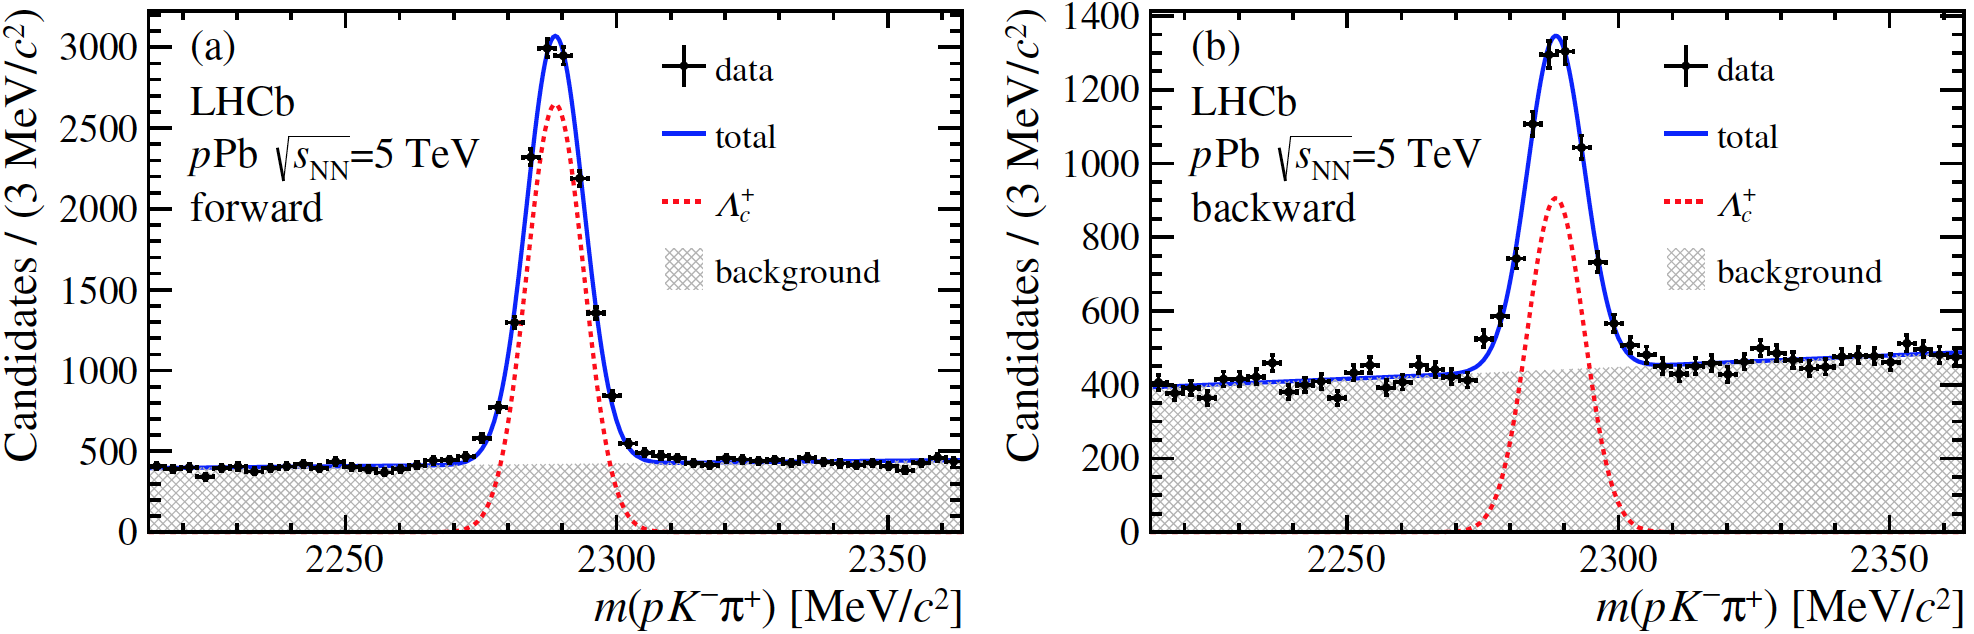 Candidates / (3 MeV/c²)
3000
2500
2000
1500
1000
500
0
(a)
LHCb
pPb √sNN=5 TeV
forward
data
total
Λc+
background
2250 2300 2350
m(pK⁻π⁺) [MeV/c²]
Candidates / (3 MeV/c²)
1400
1200
1000
800
600
400
200
0
(b)
LHCb
pPb √sNN=5 TeV
backward
data
total
Λc+
background
2250 2300 2350
m(pK⁻π⁺) [MeV/c²]